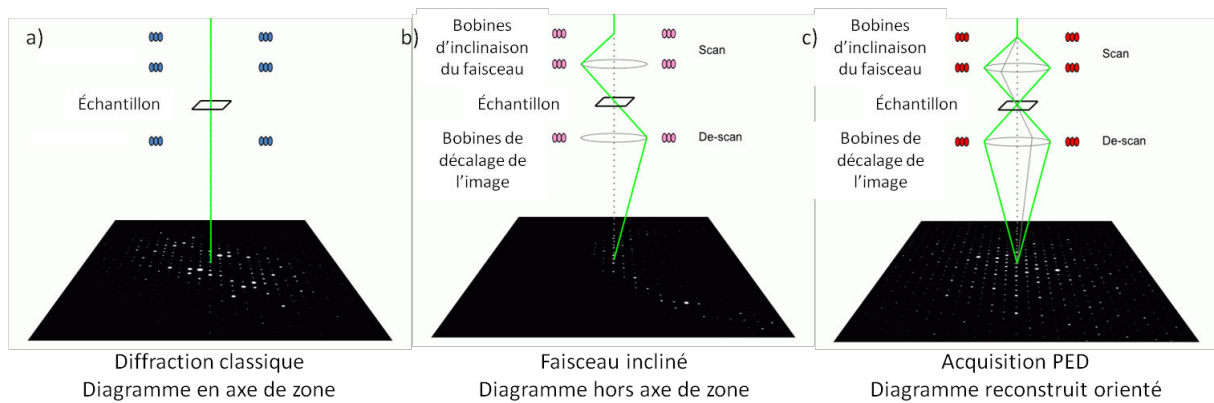 a)
Échantillon
Diffraction classique
Diagramme en axe de zone
b)
Bobines
d’inclinaison
du faisceau
Scan
Échantillon
Bobines de
décalage de
l’image
De-scan
Faisceau incliné
Diagramme hors axe de zone
c)
Bobines
d’inclinaison
du faisceau
Scan
Échantillon
Bobines de
décalage de
l’image
De-scan
Acquisition PED
Diagramme reconstruit orienté